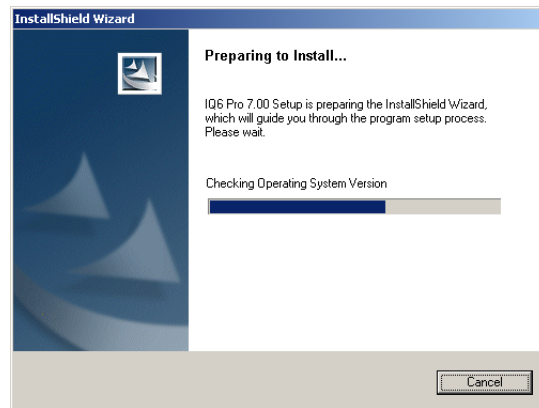 InstallShield Wizard
Preparing to Install...
IQ6 Pro 7.00 Setup is preparing the InstallShield Wizard,
which will guide you through the program setup process.
Please wait.
Checking Operating System Version
Cancel